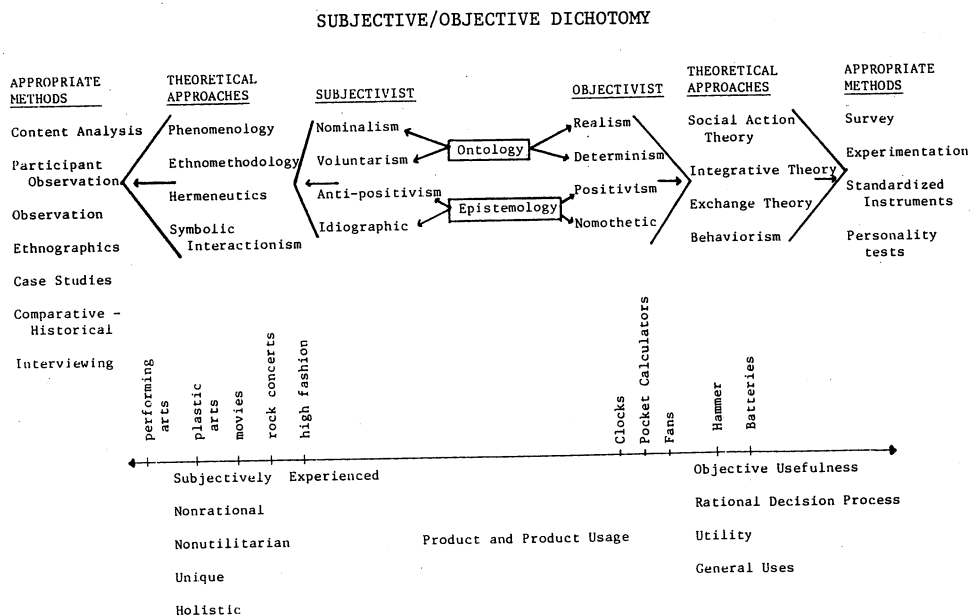 SUBJECTIVE/OBJECTIVE DICHOTOMY
APPROPRIATE
METHODS
Content Analysis
Participant
Observation
Observation
Ethnographics
Case Studies
Comparative -
Historical
Interviewing
THEORETICAL
APPROACHES
Phenomenology
Ethnomethodology
Hermeneutics
Symbolic
Interactionism
SUBJECTIVIST
Nominalism
Voluntarism
Anti-positivism
Idiographic
Ontology
Epistemology
OBJECTIVIST
Realism
Determinism
Positivism
Nomothetic
THEORETICAL
APPROACHES
Social Action
Theory
Integrative Theory
Exchange Theory
Behaviorism
APPROPRIATE
METHODS
Survey
Experimentation
Standardized
Instruments
Personality
tests
performing
arts
plastic
arts
movies
rock concerts
high fashion
Clocks
Pocket Calculators
Fans
Hammer
Batteries
Subjectively Experienced
Nonrational
Nonutilitarian
Unique
Holistic
Product and Product Usage
Objective Usefulness
Rational Decision Process
Utility
General Uses